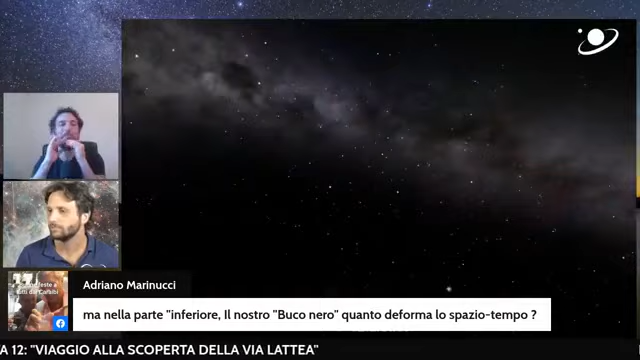 Adriano Marinucci
ma nella parte "inferiore, Il nostro "Buco nero" quanto deforma lo spazio-tempo ?
A 12: "VIAGGIO ALLA SCOPERTA DELLA VIA LATTEA"